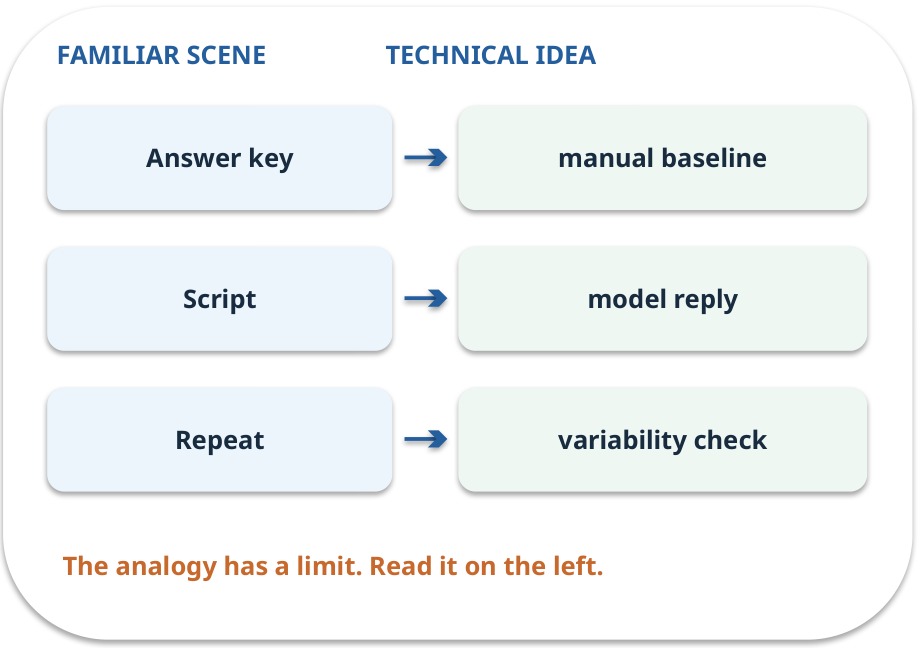 FAMILIAR SCENE TECHNICAL IDEA
Answer key manual baseline
Script model reply
Repeat variability check
The analogy has a limit. Read it on the left.